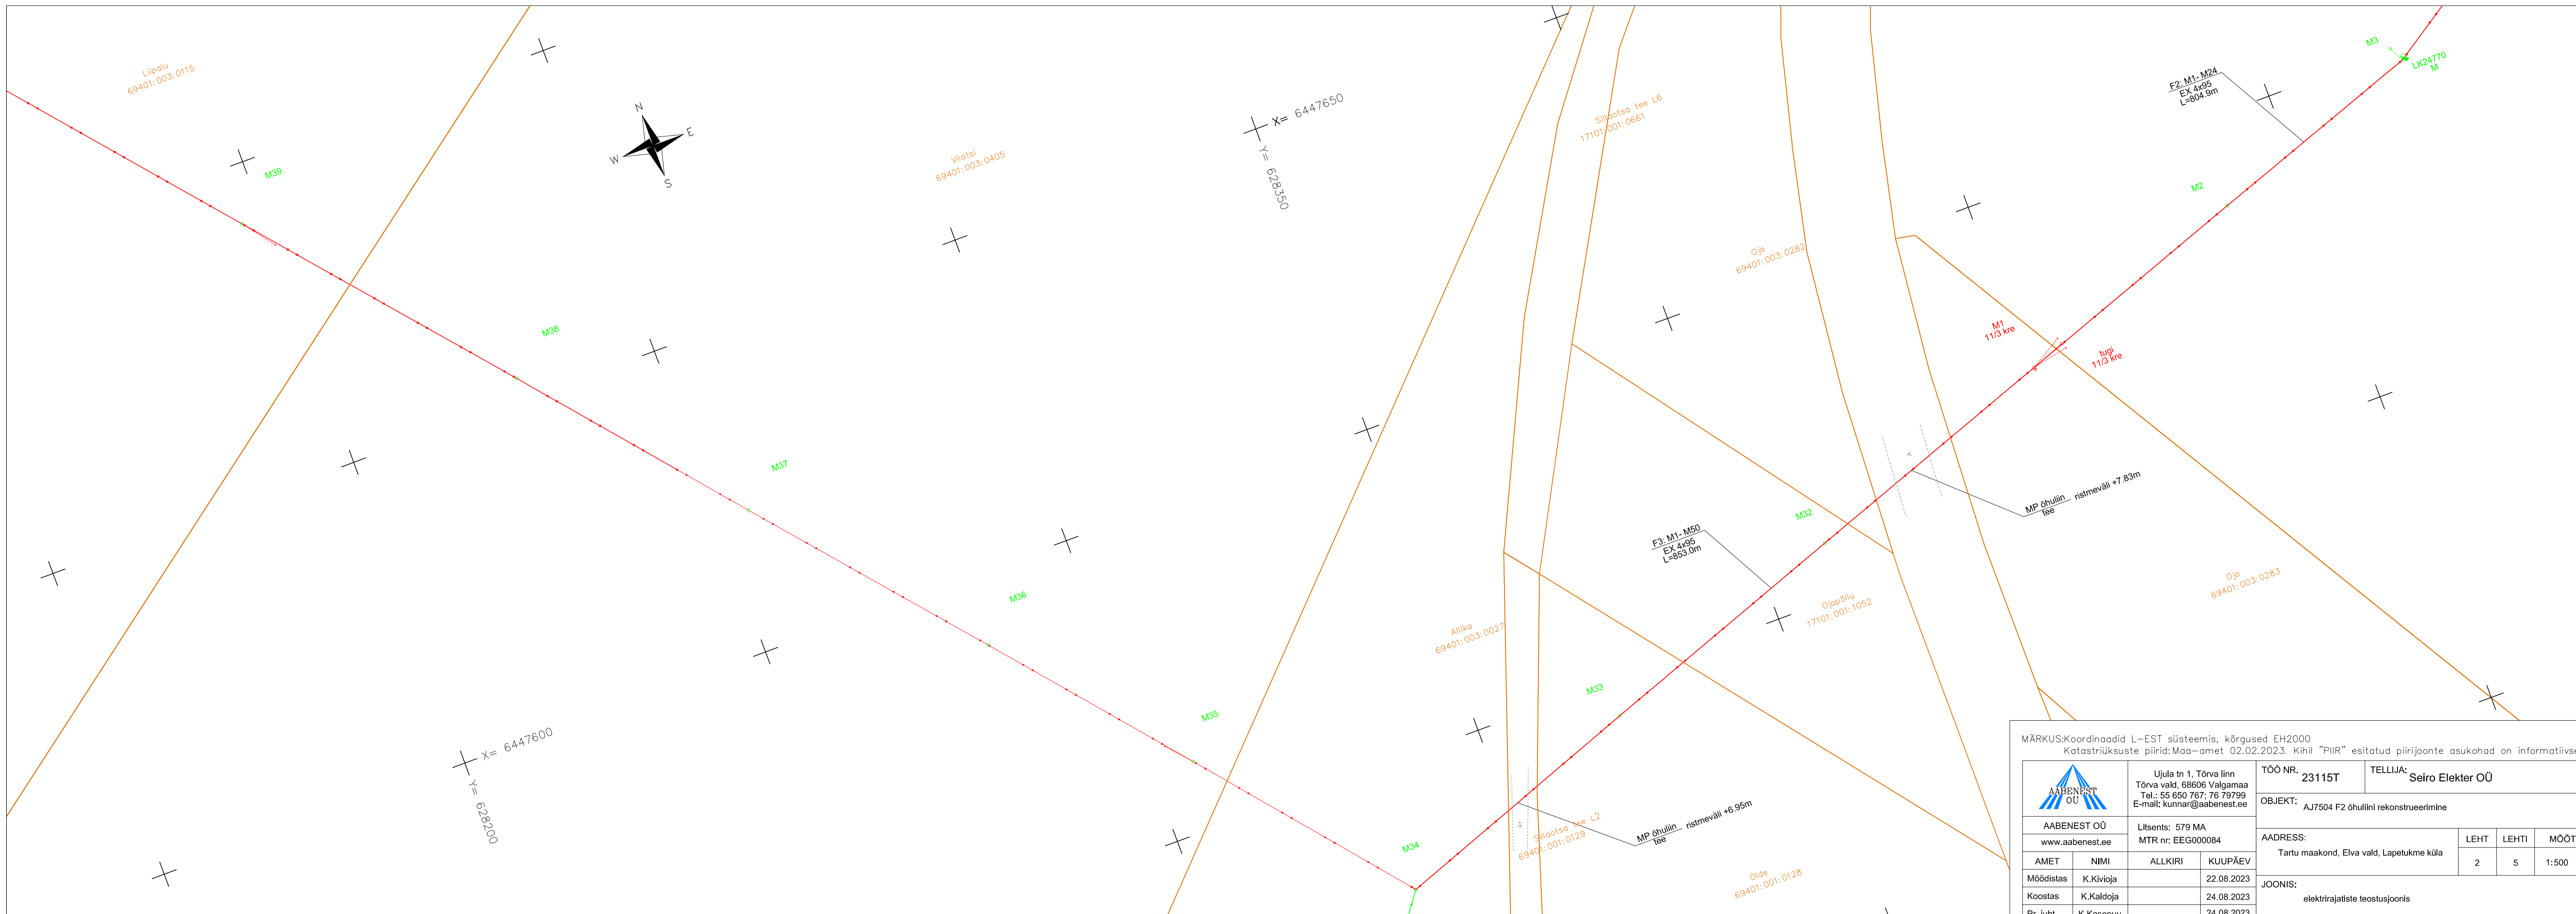 Liipalu
69401:003:0115
M39
N
E
W
S
Viiatsi
69401:003:0405
X= 6447650
Y= 628350
Sillaotsa tee L6
17101:001:0661
F2: M1- M24
EX 4x95
L=804.9m
M3
LK24770
M
M2
Oja
69401:003:0282
M1
11/3 kre
tugi
11/3 kre
M38
M37
M36
M35
M32
MP õhuliin
tee
ristmeväli +7.83m
F3: M1- M50
EX 4x95
L=853.0m
Oja
69401:003:0283
Ojapõllu
17101:001:1052
Allika
69401:003:0027
M33
X= 6447600
Y= 628200
M34
kr
Sillaotsa tee L2
69401:001:0129
MP õhuliin
tee
ristmeväli +6.95m
Olde
69401:001:0128
MÄRKUS:Koordinaadid L-EST süsteemis, kõrgused EH2000
Katastriüksuste piirid: Maa-amet 02.02.2023. Kihil "PIIR" esitatud piirijoonte asukohad on informatiivse
AABENEST
OÜ
Ujula tn 1, Tõrva linn
Tõrva vald, 68606 Valgamaa
Tel.: 55 650 767; 76 79799
E-mail: kunnar@aabenest.ee
TÖÖ NR. 23115T
TELLIJA: Seiro Elekter OÜ
OBJEKT: AJ7504 F2 õhuliini rekonstrueerimine
AABENEST OÜ
www.aabenest.ee
Litsents: 579 MA
MTR nr: EEG000084
AADRESS:
Tartu maakond, Elva vald, Lapetukme küla
LEHT LEHTI MÕÕT
2 5 1:500
AMET NIMI ALLKIRI KUUPÄEV
Mõõdistas K.Kivioja 22.08.2023
Koostas K.Kaldoja 24.08.2023
JOONIS:
elektrirajatiste teostusjoonis
24.08.2023